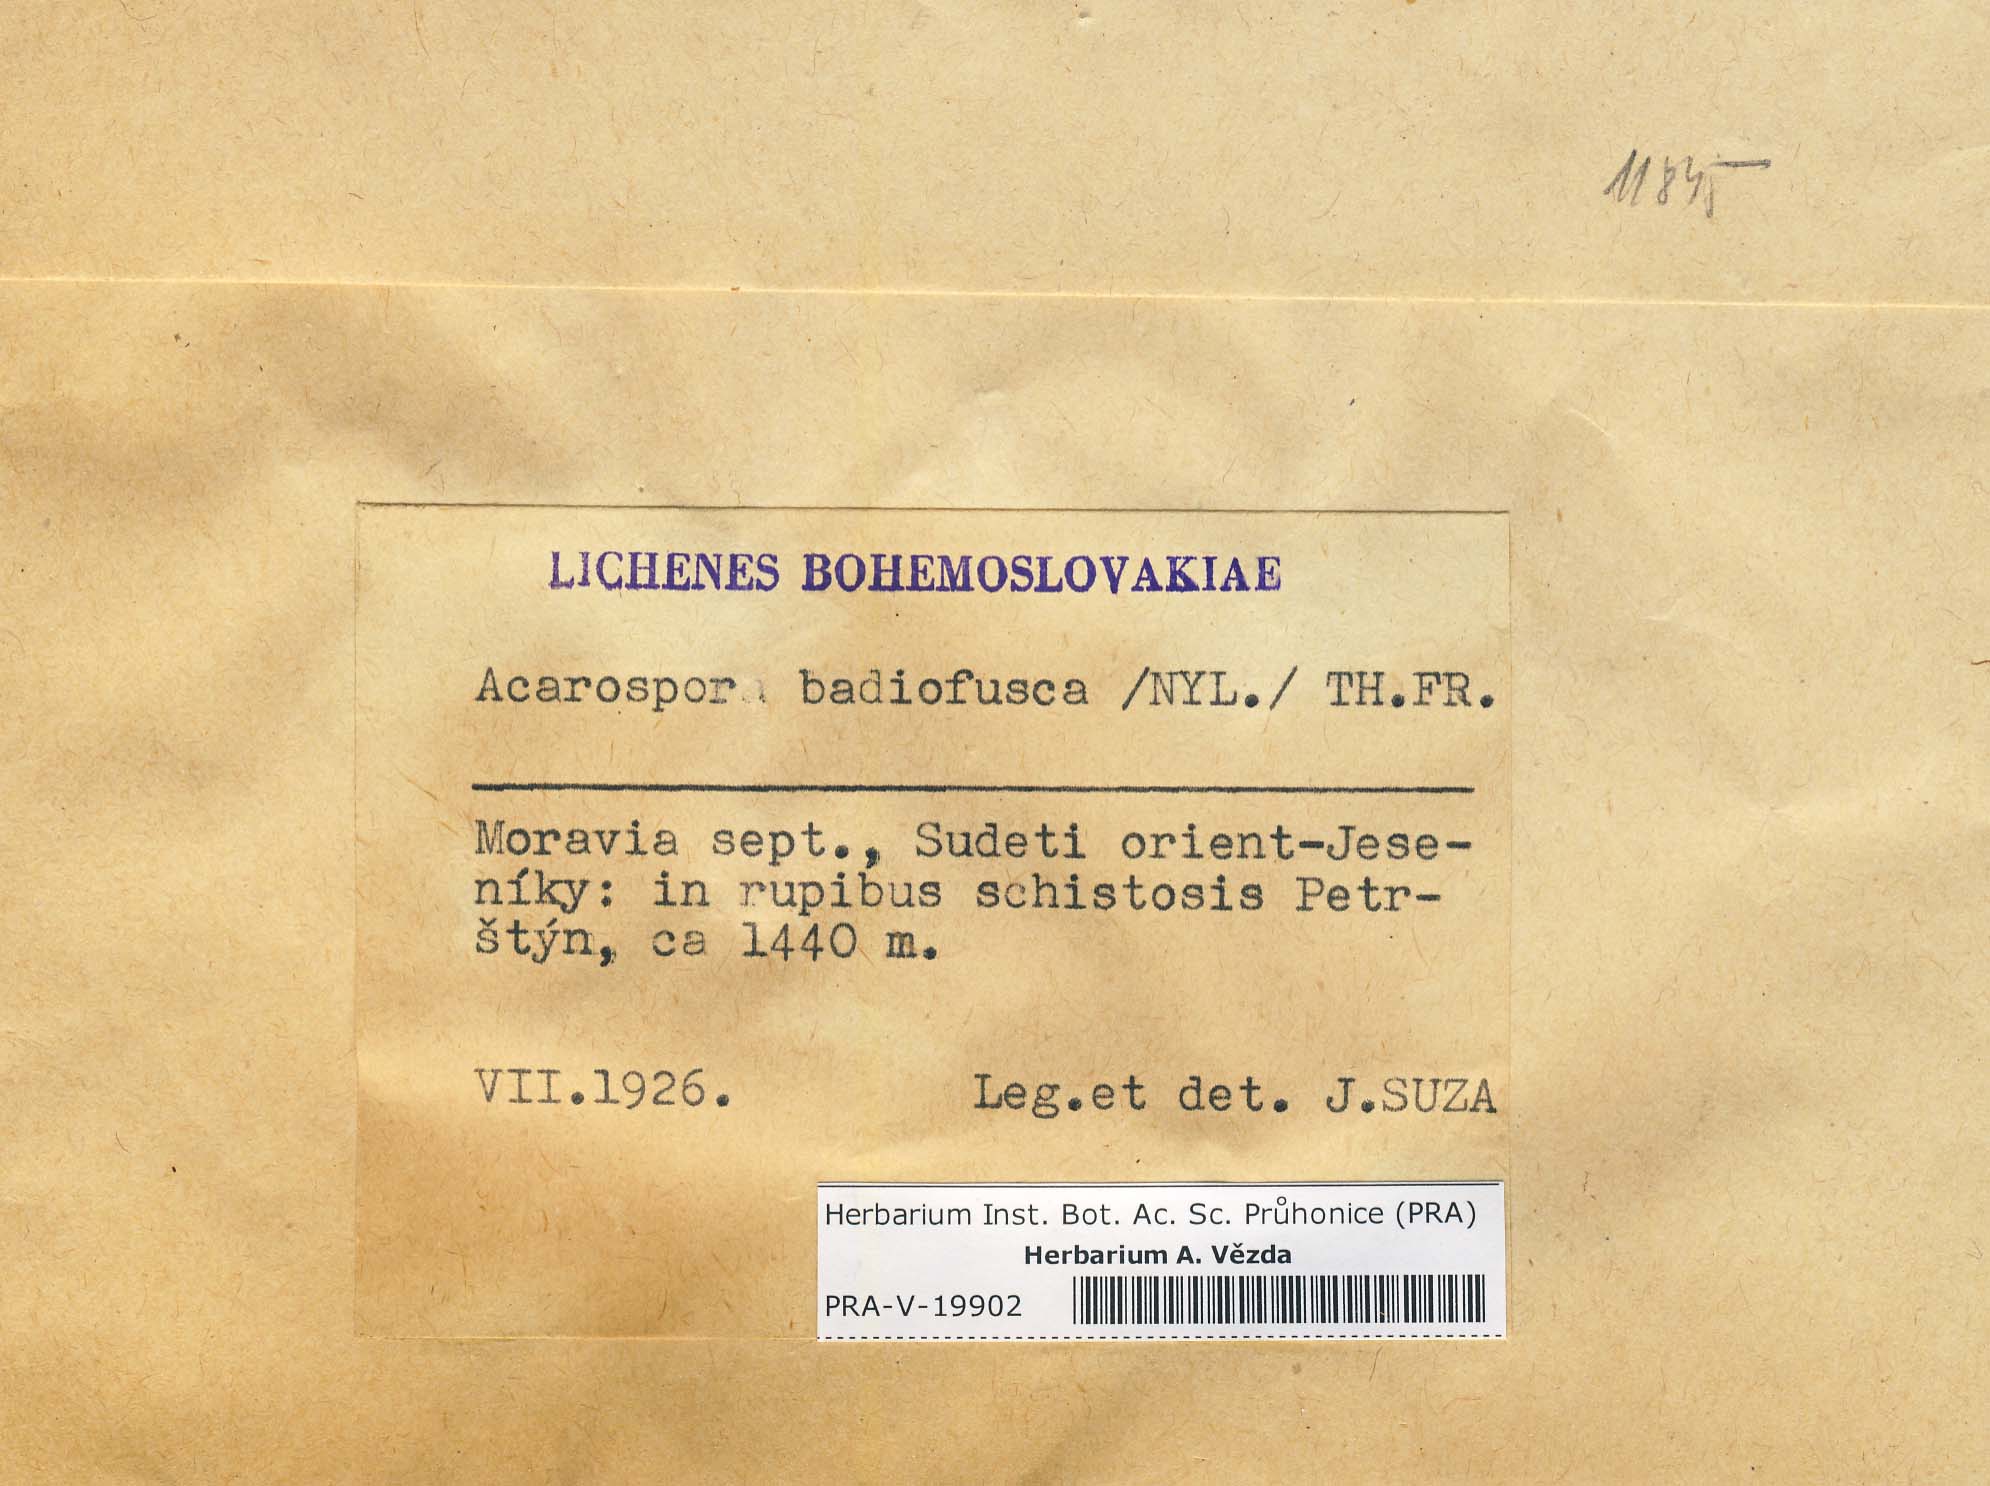 11835
LICHENES BOHEMOSLOVAKIAE
Acarospora badiofusca /NYL./ TH.FR.
Moravia sept., Sudeti orient-Jese-
níky: in rupibus schistosis Petr-
štýn, ca 1440 m.
VII.1926. Leg.et det. J.SUZA
Herbarium Inst. Bot. Ac. Sc. Průhonice (PRA)
Herbarium A. Vězda
PRA-V-19902